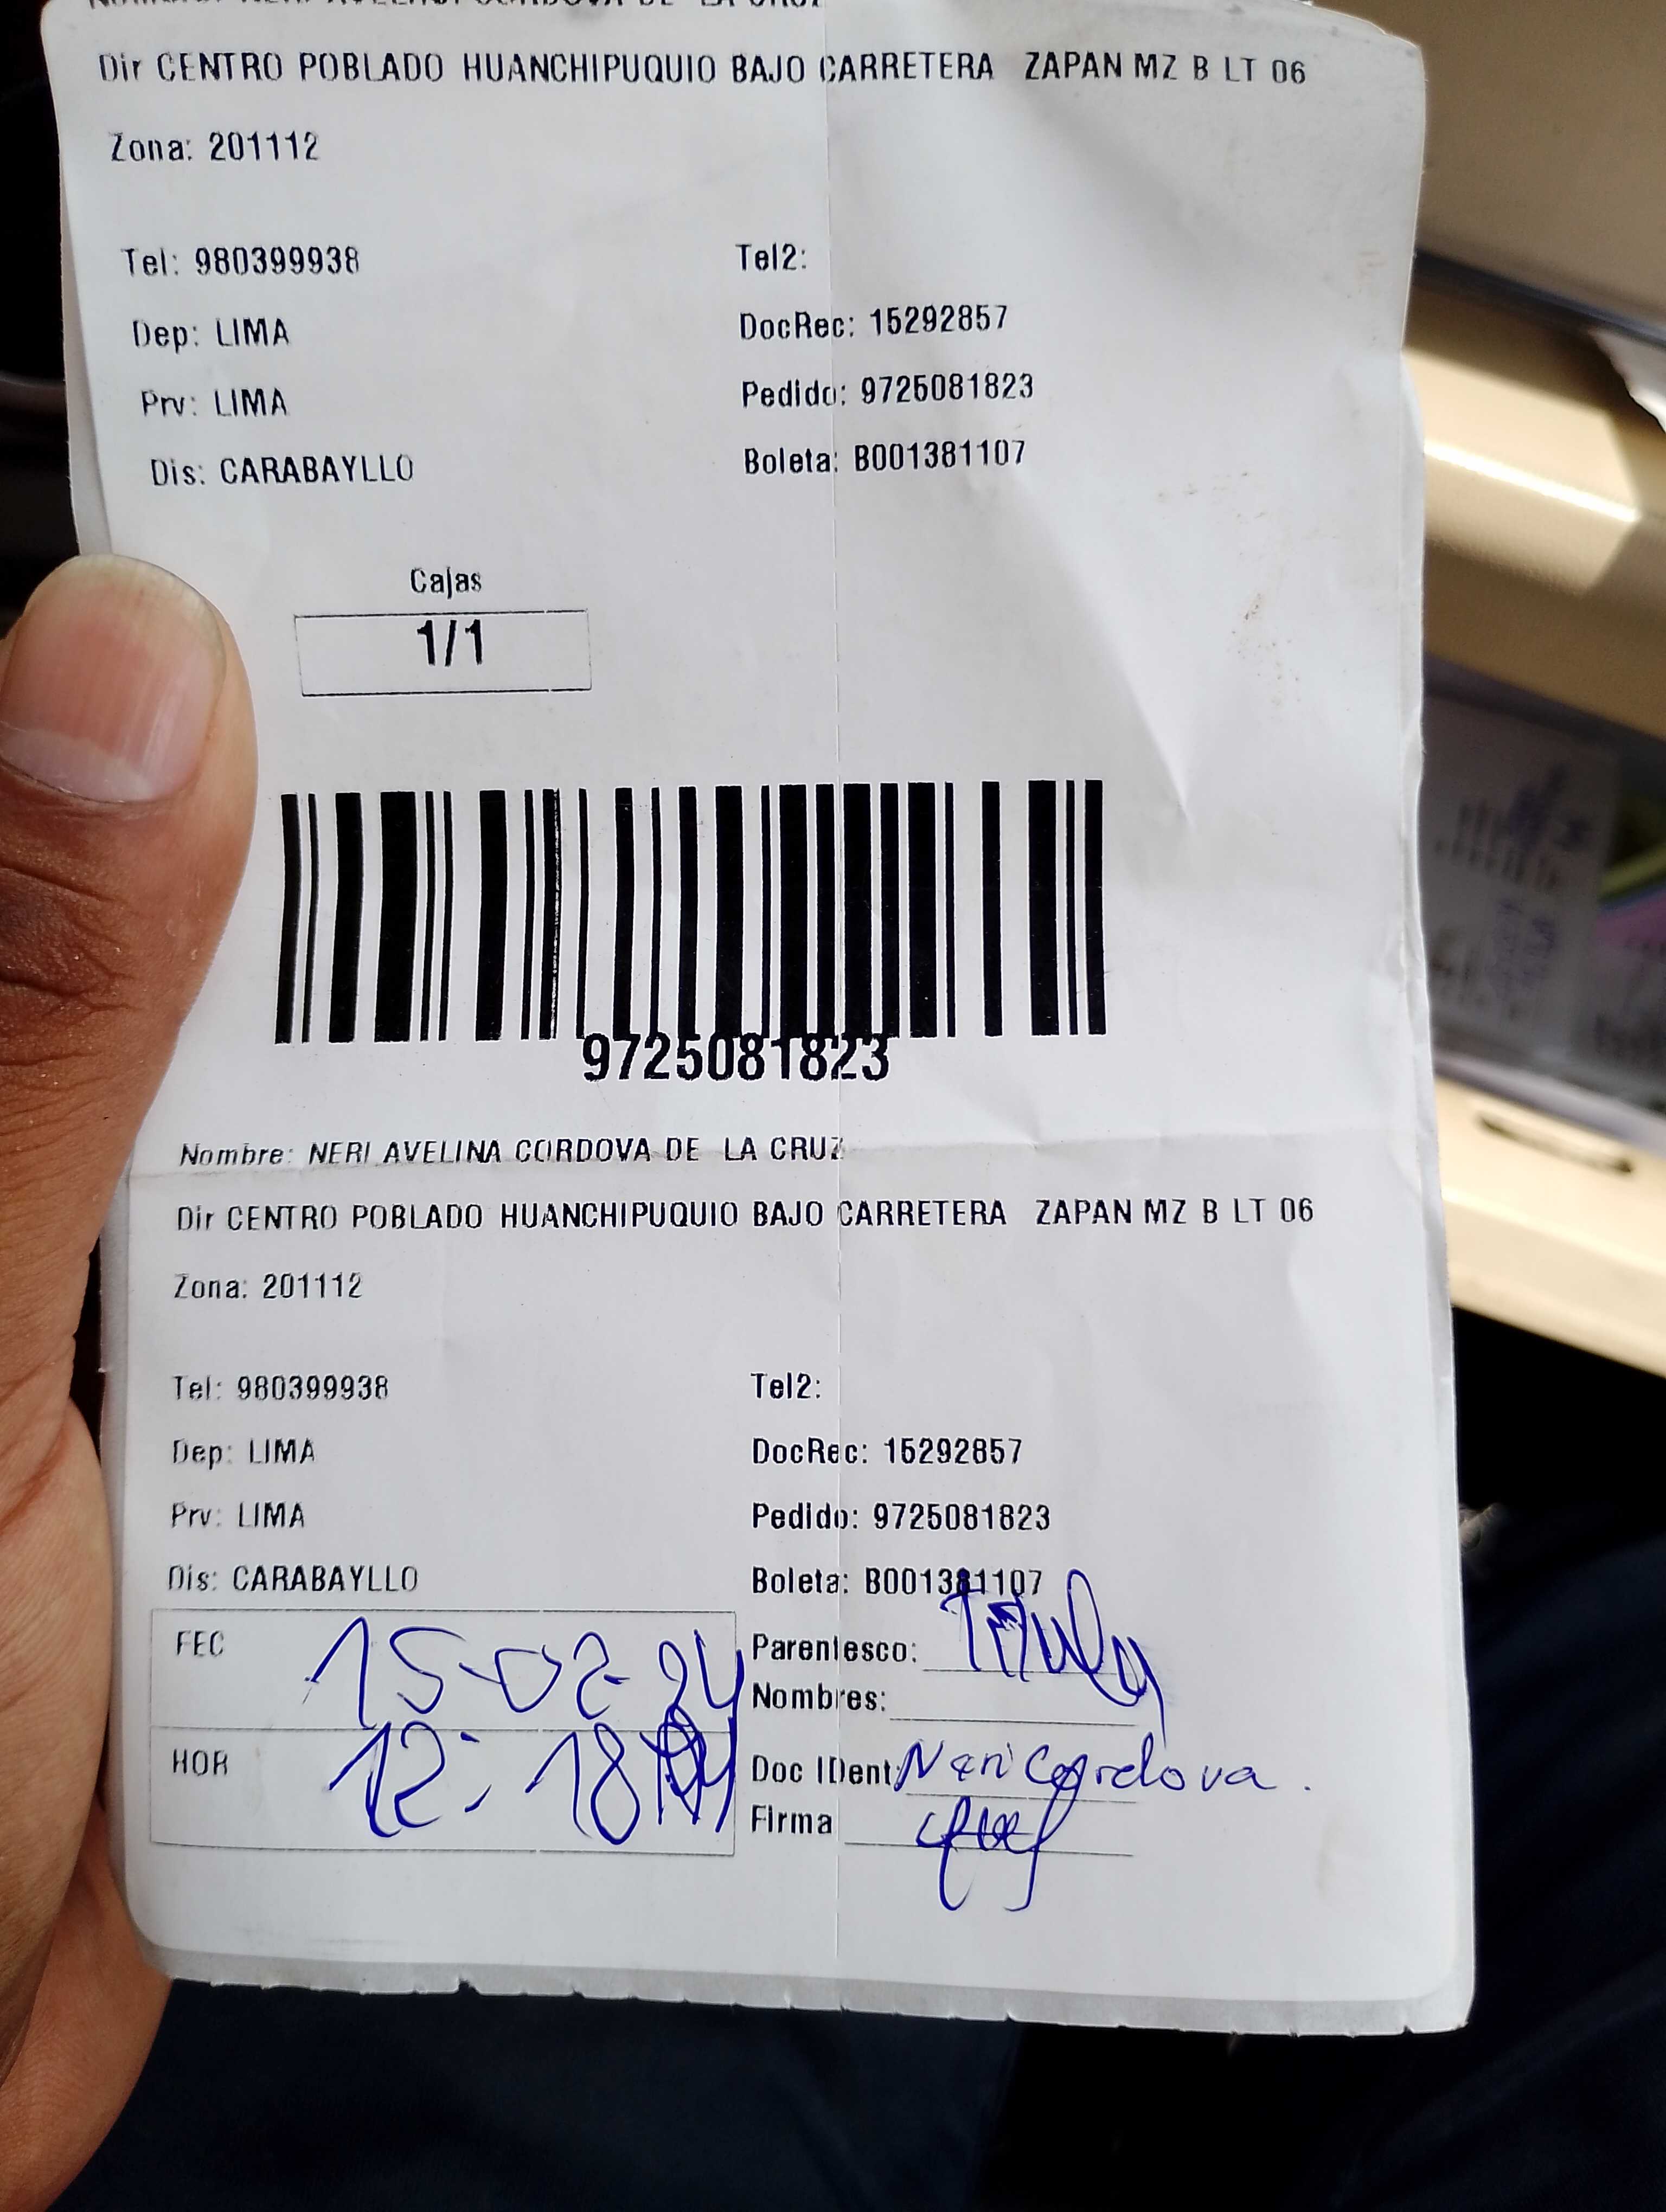 Dir CENTRO POBLADO HUANCHIPUQUIO BAJO CARRETERA ZAPAN MZ B LT 06
Zona: 201112
Tel: 980399938 Tel2:
Dep: LIMA DocRec: 15292857
Prv: LIMA Pedido: 9725081823
Dis: CARABAYLLO Boleta: B001381107
Cajas
1/1
9725081823
Nombre: NERI AVELINA CORDOVA DE LA CRUZ
Dir CENTRO POBLADO HUANCHIPUQUIO BAJO CARRETERA ZAPAN MZ B LT 06
Zona: 201112
Tel: 980399938 Tel2:
Dep: LIMA DocRec: 15292857
Prv: LIMA Pedido: 9725081823
Dis: CARABAYLLO Boleta: B001381107
FEC 15-02-24 Parentesco:
Nombres:
HOR 12:18 Doc IDent: Neri Cordova.
Firma